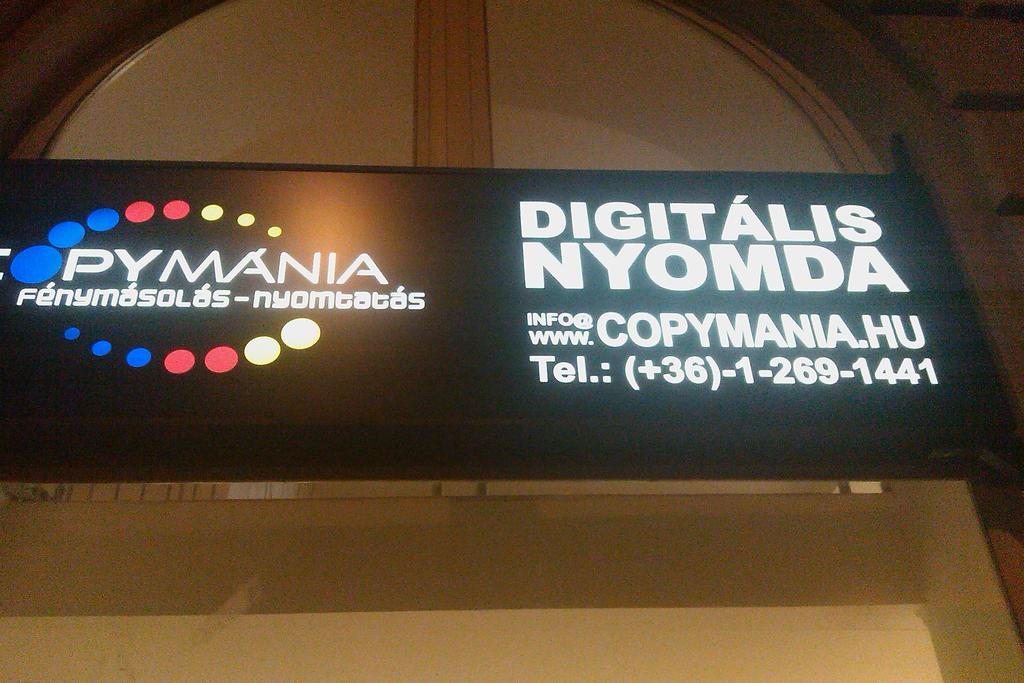 COPYMÁNIA
Fénymásolás-nyomtatás
DIGITÁLIS
NYOMDA
INFO@
WWW. COPYMANIA.HU
Tel.: (+36)-1-269-1441